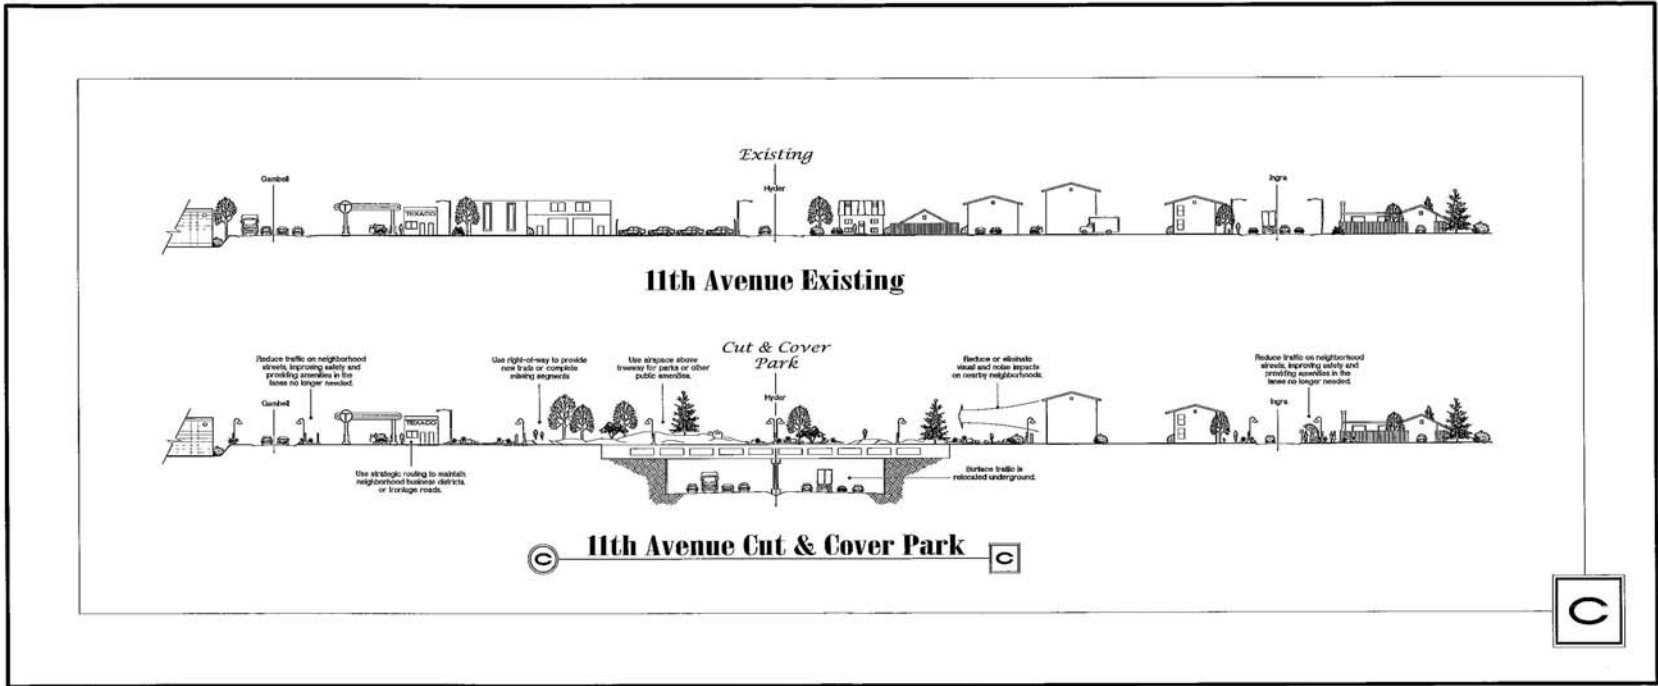 Existing
Gambell
Hyder
Ingra
TEXACO
11th Avenue Existing
Cut & Cover
Park
Reduce traffic on neighborhood
streets, improving safety and
providing amenities in the
lanes no longer needed.
Use right-of-way to provide
new trails or complete
missing segments
Use airspace above
freeway for parks or other
public amenities.
Reduce or eliminate
visual and noise impacts
on nearby neighborhoods.
Reduce traffic on neighborhood
streets, improving safety and
providing amenities in the
lanes no longer needed.
Gambell
Hyder
Ingra
TEXACO
Use strategic routing to maintain
neighborhood business districts
or frontage roads.
Surface traffic is
relocated underground.
11th Avenue Cut & Cover Park
C
C
C